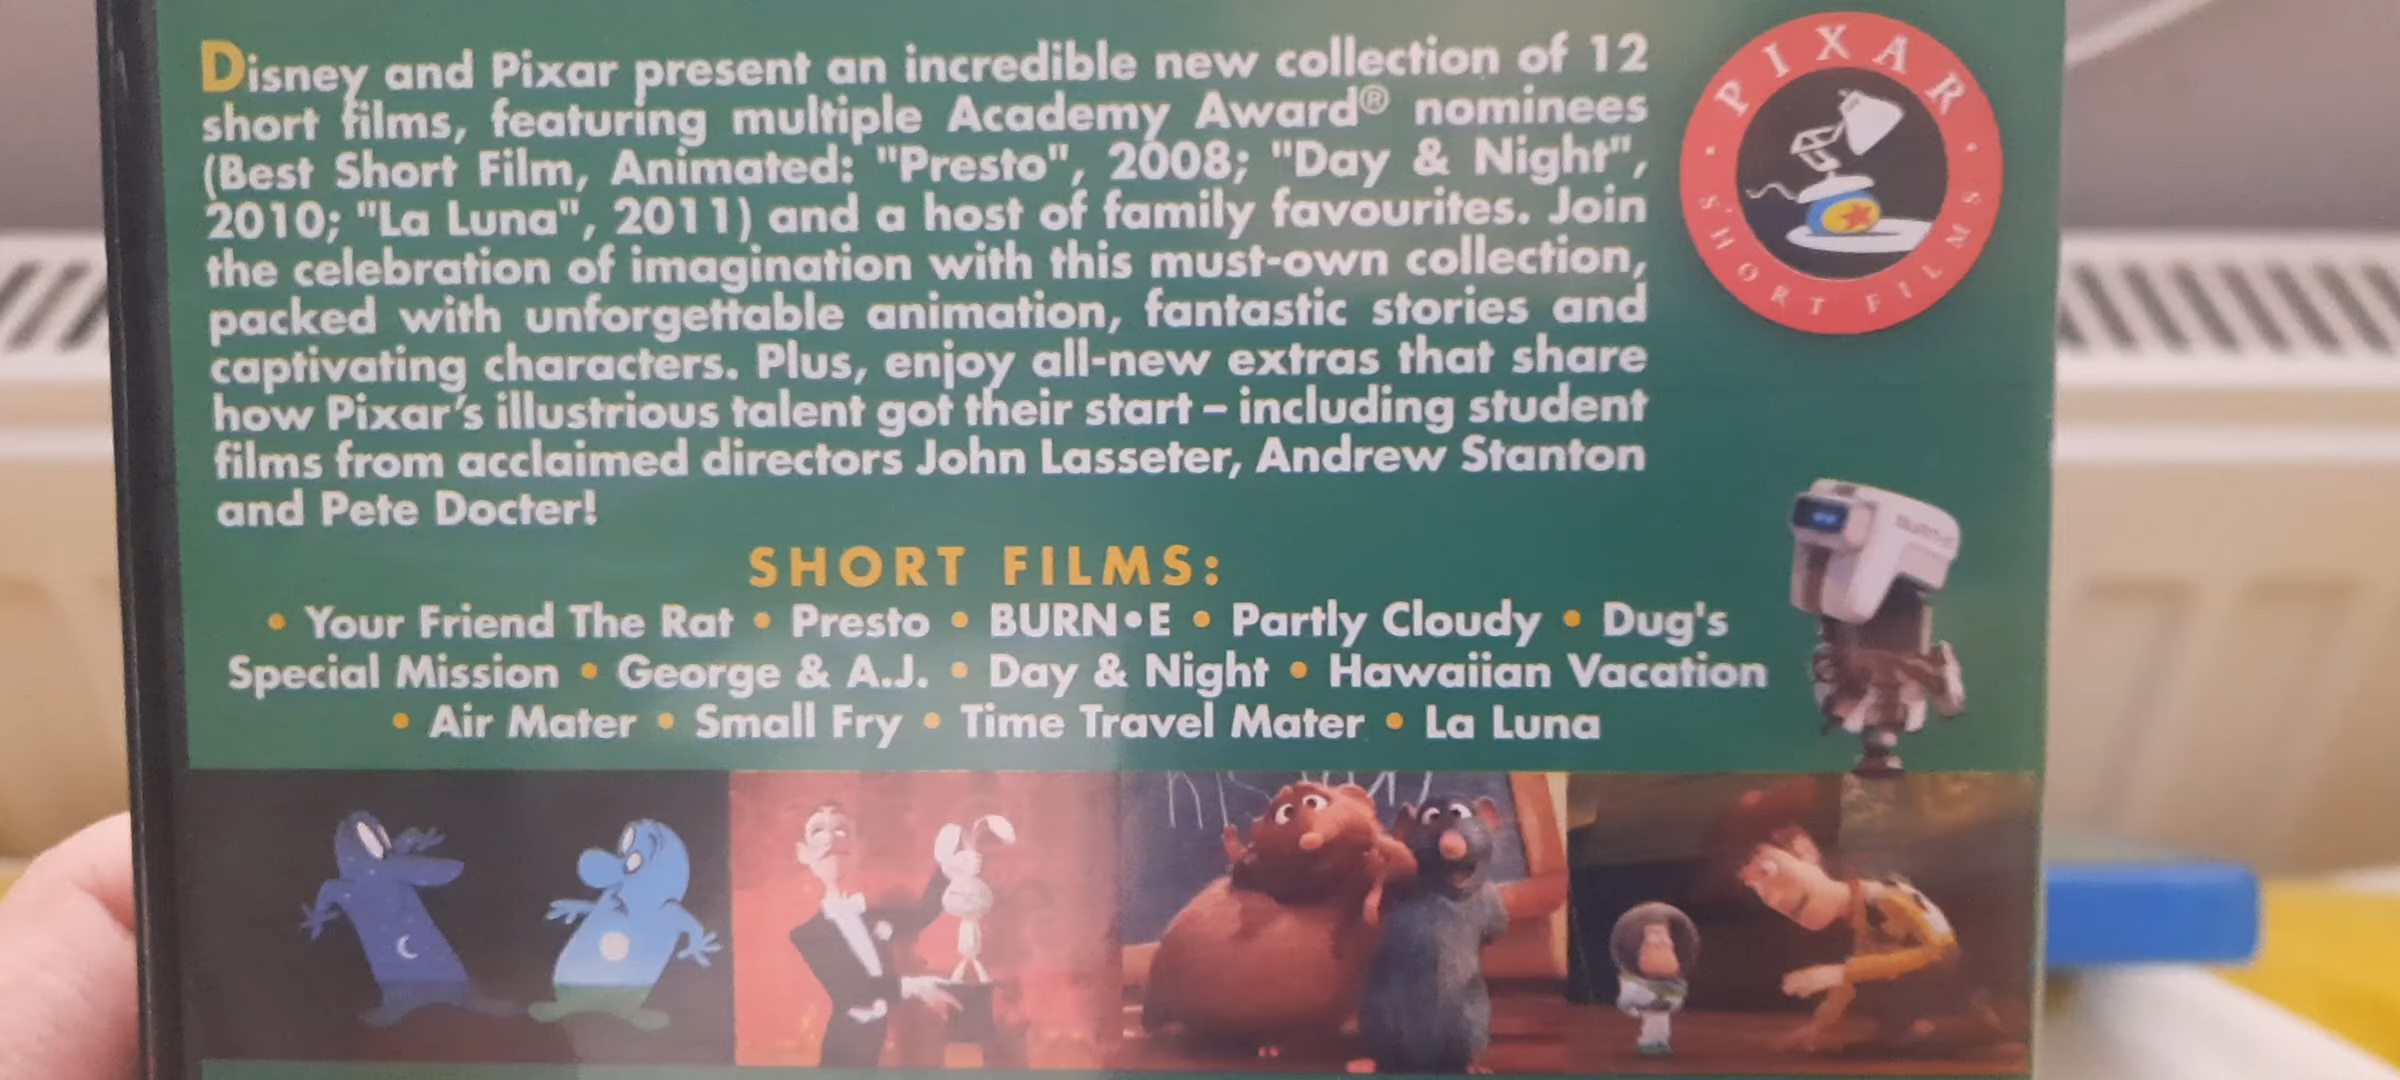 Disney and Pixar present an incredible new collection of 12
short films, featuring multiple Academy Award® nominees
(Best Short Film, Animated: "Presto", 2008; "Day & Night",
2010; "La Luna", 2011) and a host of family favourites. Join
the celebration of imagination with this must-own collection,
packed with unforgettable animation, fantastic stories and
captivating characters. Plus, enjoy all-new extras that share
how Pixar's illustrious talent got their start – including student
films from acclaimed directors John Lasseter, Andrew Stanton
and Pete Docter!
PIXAR
SHORT FILMS
SHORT FILMS:
• Your Friend The Rat • Presto • BURN•E • Partly Cloudy • Dug's
Special Mission • George & A.J. • Day & Night • Hawaiian Vacation
• Air Mater • Small Fry • Time Travel Mater • La Luna